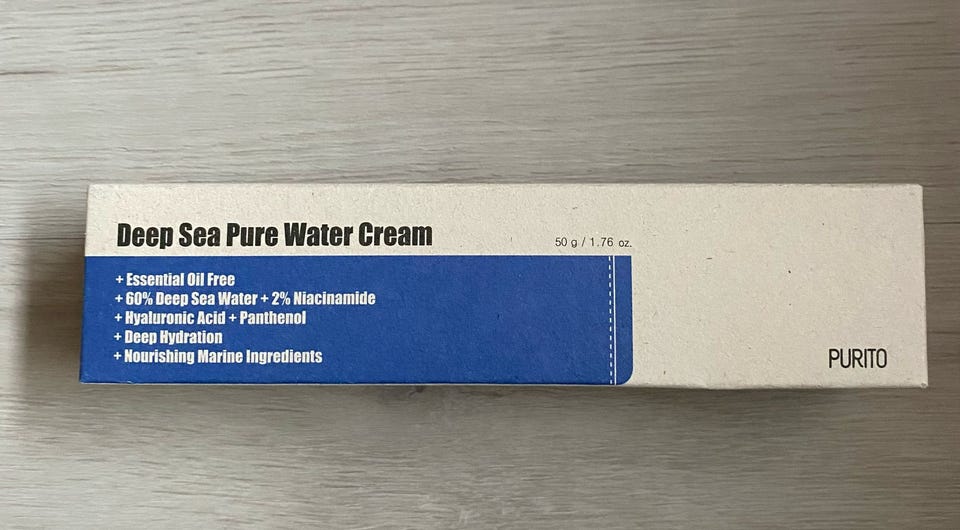 Deep Sea Pure Water Cream
50 g / 1.76 oz.
+ Essential Oil Free
+ 60% Deep Sea Water + 2% Niacinamide
+ Hyaluronic Acid + Panthenol
+ Deep Hydration
+ Nourishing Marine Ingredients
PURITO